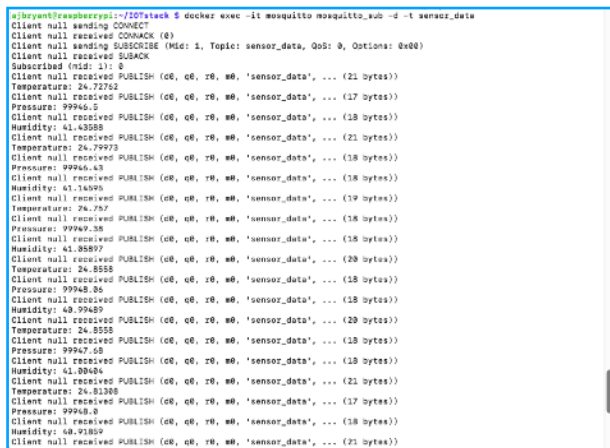 ajbryant@raspberrypi:~/IOTstack $ docker exec -it mosquitto mosquitto_sub -d -t sensor_data
Client null sending CONNECT
Client null received CONNACK (0)
Client null sending SUBSCRIBE (Mid: 1, Topic: sensor_data, QoS: 0, Options: 0x00)
Client null received SUBACK
Subscribed (mid: 1): 0
Client null received PUBLISH (d0, q0, r0, m0, 'sensor_data', ... (21 bytes))
Temperature: 24.72762
Client null received PUBLISH (d0, q0, r0, m0, 'sensor_data', ... (17 bytes))
Pressure: 99946.5
Client null received PUBLISH (d0, q0, r0, m0, 'sensor_data', ... (18 bytes))
Humidity: 41.43588
Client null received PUBLISH (d0, q0, r0, m0, 'sensor_data', ... (21 bytes))
Temperature: 24.79973
Client null received PUBLISH (d0, q0, r0, m0, 'sensor_data', ... (18 bytes))
Pressure: 99946.43
Client null received PUBLISH (d0, q0, r0, m0, 'sensor_data', ... (18 bytes))
Humidity: 41.14595
Client null received PUBLISH (d0, q0, r0, m0, 'sensor_data', ... (19 bytes))
Temperature: 24.757
Client null received PUBLISH (d0, q0, r0, m0, 'sensor_data', ... (18 bytes))
Pressure: 99949.38
Client null received PUBLISH (d0, q0, r0, m0, 'sensor_data', ... (18 bytes))
Humidity: 41.05897
Client null received PUBLISH (d0, q0, r0, m0, 'sensor_data', ... (20 bytes))
Temperature: 24.8558
Client null received PUBLISH (d0, q0, r0, m0, 'sensor_data', ... (18 bytes))
Pressure: 99948.06
Client null received PUBLISH (d0, q0, r0, m0, 'sensor_data', ... (18 bytes))
Humidity: 40.99489
Client null received PUBLISH (d0, q0, r0, m0, 'sensor_data', ... (20 bytes))
Temperature: 24.8558
Client null received PUBLISH (d0, q0, r0, m0, 'sensor_data', ... (18 bytes))
Pressure: 99947.68
Client null received PUBLISH (d0, q0, r0, m0, 'sensor_data', ... (18 bytes))
Humidity: 41.00404
Client null received PUBLISH (d0, q0, r0, m0, 'sensor_data', ... (21 bytes))
Temperature: 24.81308
Client null received PUBLISH (d0, q0, r0, m0, 'sensor_data', ... (17 bytes))
Pressure: 99948.0
Client null received PUBLISH (d0, q0, r0, m0, 'sensor_data', ... (18 bytes))
Humidity: 40.91859
Client null received PUBLISH (d0, q0, r0, m0, 'sensor_data', ... (21 bytes))